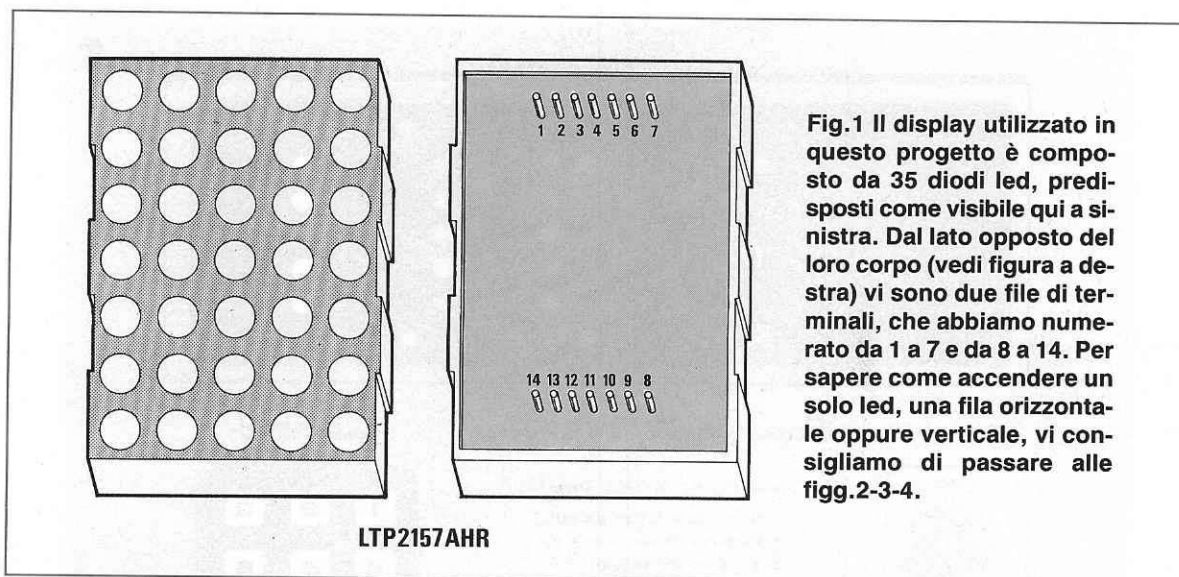 1 2 3 4 5 6 7
14 13 12 11 10 9 8
LTP2157AHR
Fig.1 Il display utilizzato in
questo progetto è compo-
sto da 35 diodi led, predi-
sposti come visibile qui a si-
nistra. Dal lato opposto del
loro corpo (vedi figura a de-
stra) vi sono due file di ter-
minali, che abbiamo nume-
rato da 1 a 7 e da 8 a 14. Per
sapere come accendere un
solo led, una fila orizzonta-
le oppure verticale, vi con-
sigliamo di passare alle
figg.2-3-4.